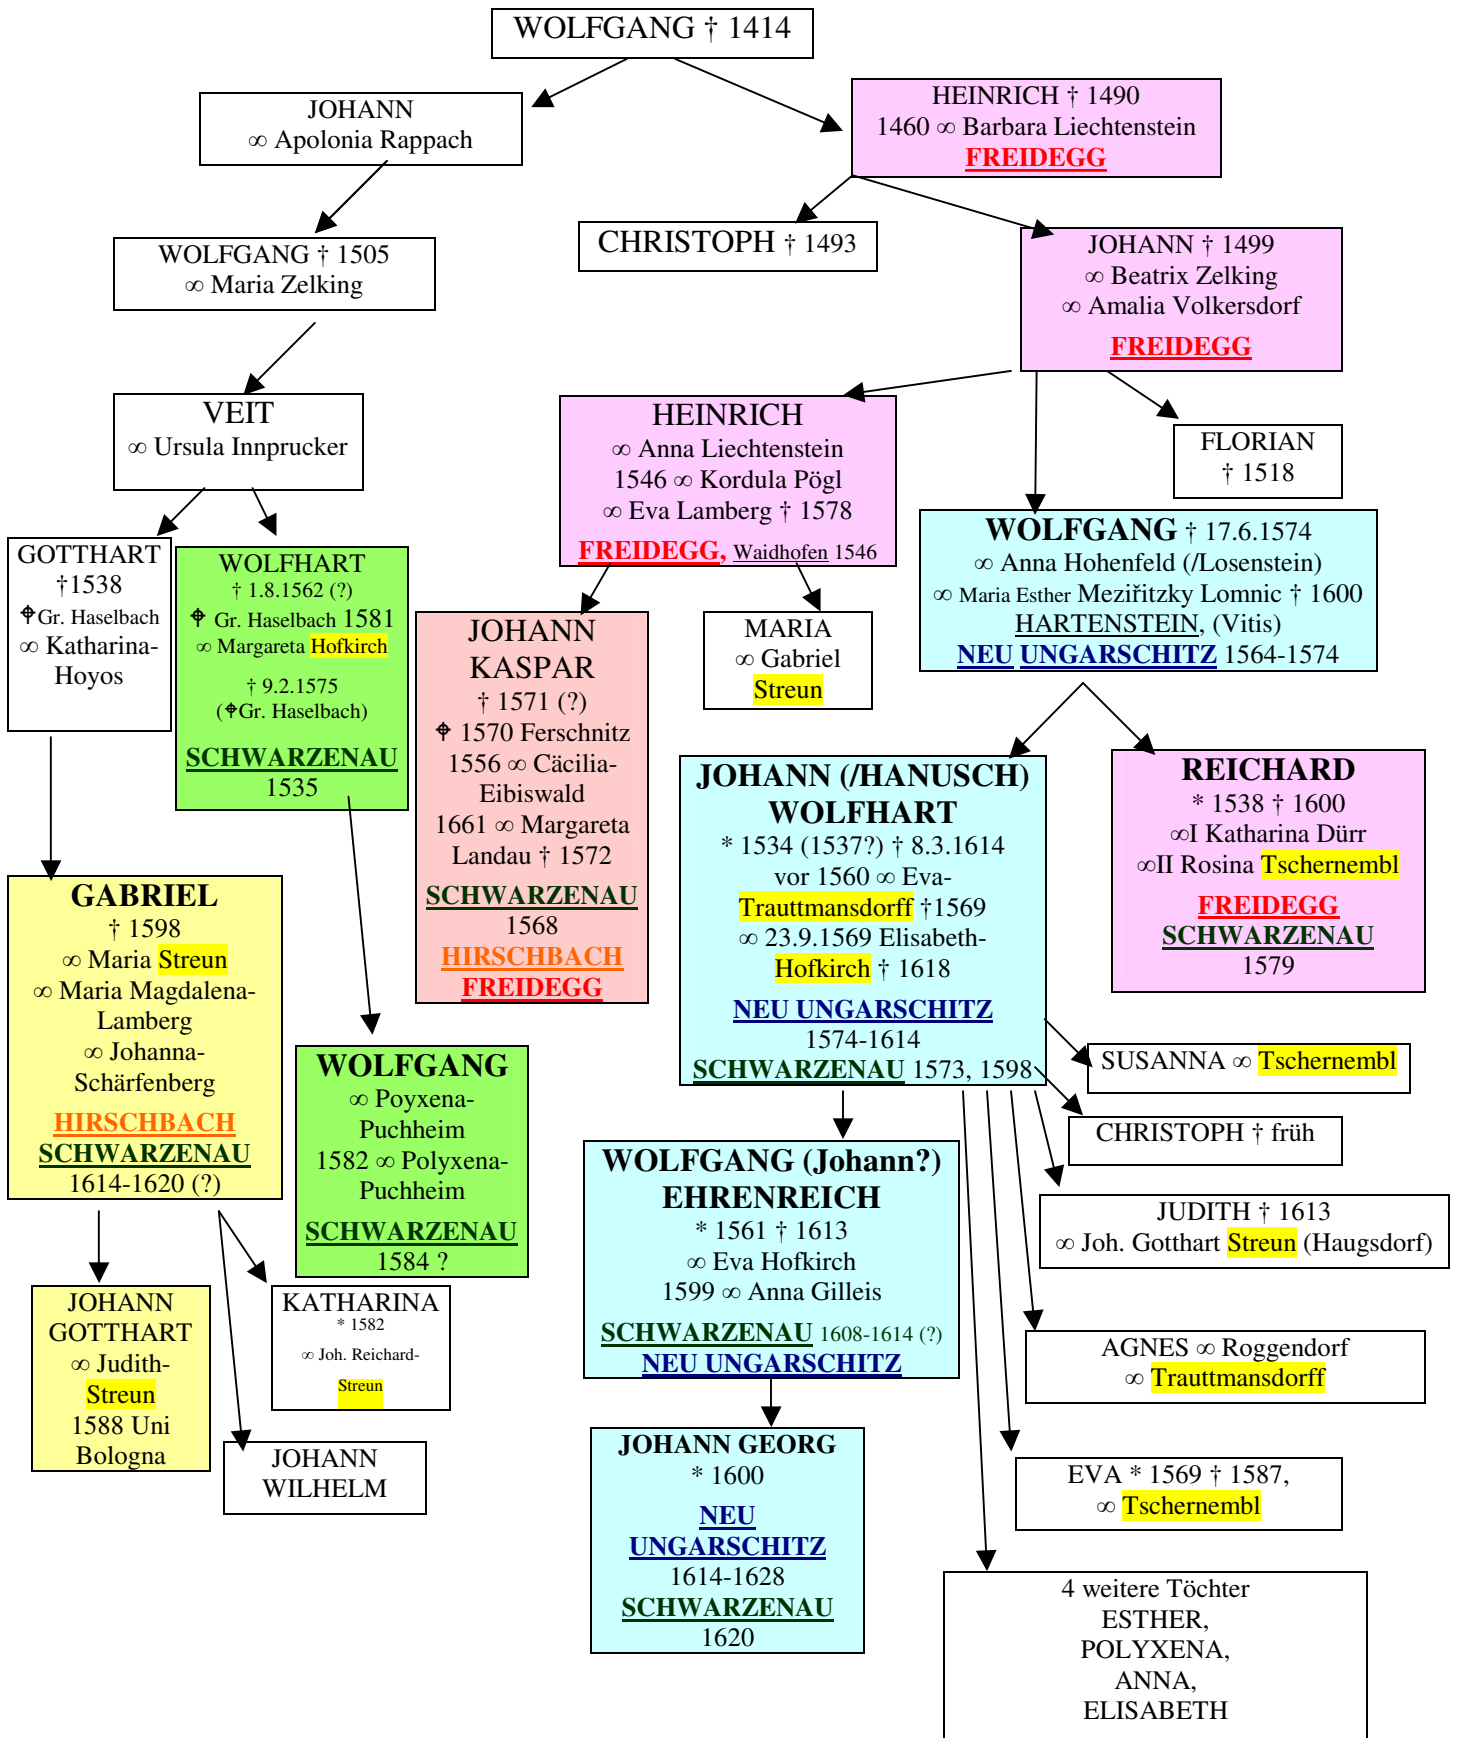 WOLFGANG † 1414
JOHANN
∞ Apolonia Rappach
HEINRICH † 1490
1460 ∞ Barbara Liechtenstein
FREIDEGG
WOLFGANG † 1505
∞ Maria Zelking
CHRISTOPH † 1493
JOHANN † 1499
∞ Beatrix Zelking
∞ Amalia Volkersdorf
FREIDEGG
VEIT
∞ Ursula Innprucker
HEINRICH
∞ Anna Liechtenstein
1546 ∞ Kordula Pögl
∞ Eva Lamberg † 1578
FREIDEGG, Waidhofen 1546
FLORIAN
† 1518
GOTTHART
†1538
⌖Gr. Haselbach
∞ Katharina-
Hoyos
WOLFHART
† 1.8.1562 (?)
⌖ Gr. Haselbach 1581
∞ Margareta Hofkirch
† 9.2.1575
(⌖Gr. Haselbach)
SCHWARZENAU
1535
JOHANN
KASPAR
† 1571 (?)
⌖ 1570 Ferschnitz
1556 ∞ Cäcilia-
Eibiswald
1661 ∞ Margareta
Landau † 1572
SCHWARZENAU
1568
HIRSCHBACH
FREIDEGG
MARIA
∞ Gabriel
Streun
WOLFGANG † 17.6.1574
∞ Anna Hohenfeld (/Losenstein)
∞ Maria Esther Meziřitzky Lomnic † 1600
HARTENSTEIN, (Vitis)
NEU UNGARSCHITZ 1564-1574
JOHANN (/HANUSCH)
WOLFHART
* 1534 (1537?) † 8.3.1614
vor 1560 ∞ Eva-
Trauttmansdorff †1569
∞ 23.9.1569 Elisabeth-
Hofkirch † 1618
NEU UNGARSCHITZ
1574-1614
SCHWARZENAU 1573, 1598
REICHARD
* 1538 † 1600
∞I Katharina Dürr
∞II Rosina Tschernembl
FREIDEGG
SCHWARZENAU
1579
GABRIEL
† 1598
∞ Maria Streun
∞ Maria Magdalena-
Lamberg
∞ Johanna-
Schärfenberg
HIRSCHBACH
SCHWARZENAU
1614-1620 (?)
WOLFGANG
∞ Poyxena-
Puchheim
1582 ∞ Polyxena-
Puchheim
SCHWARZENAU
1584 ?
SUSANNA ∞ Tschernembl
CHRISTOPH † früh
WOLFGANG (Johann?)
EHRENREICH
* 1561 † 1613
∞ Eva Hofkirch
1599 ∞ Anna Gilleis
SCHWARZENAU 1608-1614 (?)
NEU UNGARSCHITZ
JUDITH † 1613
∞ Joh. Gotthart Streun (Haugsdorf)
JOHANN
GOTTHART
∞ Judith-
Streun
1588 Uni
Bologna
KATHARINA
* 1582
∞ Joh. Reichard-
Streun
JOHANN
WILHELM
AGNES ∞ Roggendorf
∞ Trauttmansdorff
JOHANN GEORG
* 1600
NEU
UNGARSCHITZ
1614-1628
SCHWARZENAU
1620
EVA * 1569 † 1587,
∞ Tschernembl
4 weitere Töchter
ESTHER,
POLYXENA,
ANNA,
ELISABETH